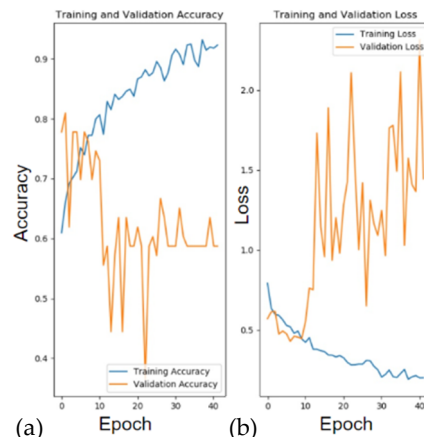 Training and Validation Accuracy
Accuracy
0.9
0.8
0.7
0.6
0.5
0.4
Training Accuracy
Validation Accuracy
0 10 20 30 40
(a) Epoch
Training and Validation Loss
Loss
Training Loss
Validation Loss
2.0
1.5
1.0
0.5
0 10 20 30 40
(b) Epoch